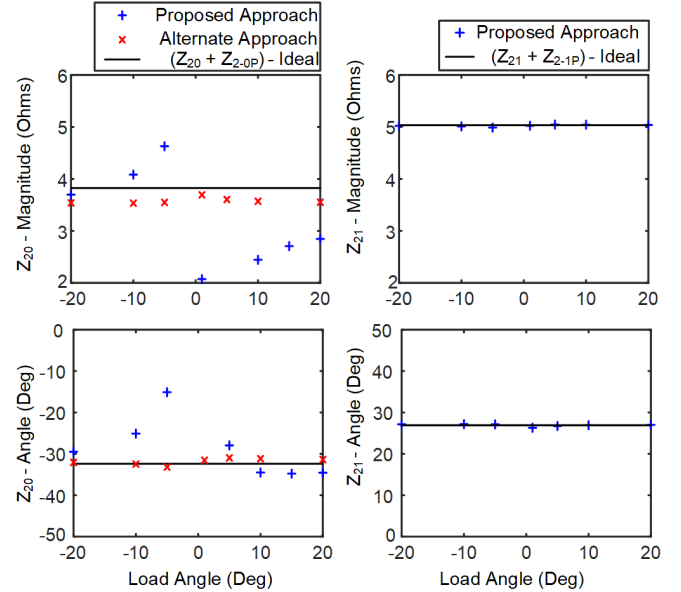 Proposed Approach
Alternate Approach
(Z20 + Z2-0P) - Ideal
Proposed Approach
(Z21 + Z2-1P) - Ideal
Z20 - Magnitude (Ohms)
6
5
4
3
2
-20 -10 0 10 20
Z21 - Magnitude (Ohms)
6
5
4
3
2
-20 -10 0 10 20
Z20 - Angle (Deg)
0
-10
-20
-30
-40
-50
-20 -10 0 10 20
Load Angle (Deg)
Z21 - Angle (Deg)
50
40
30
20
10
0
-20 -10 0 10 20
Load Angle (Deg)